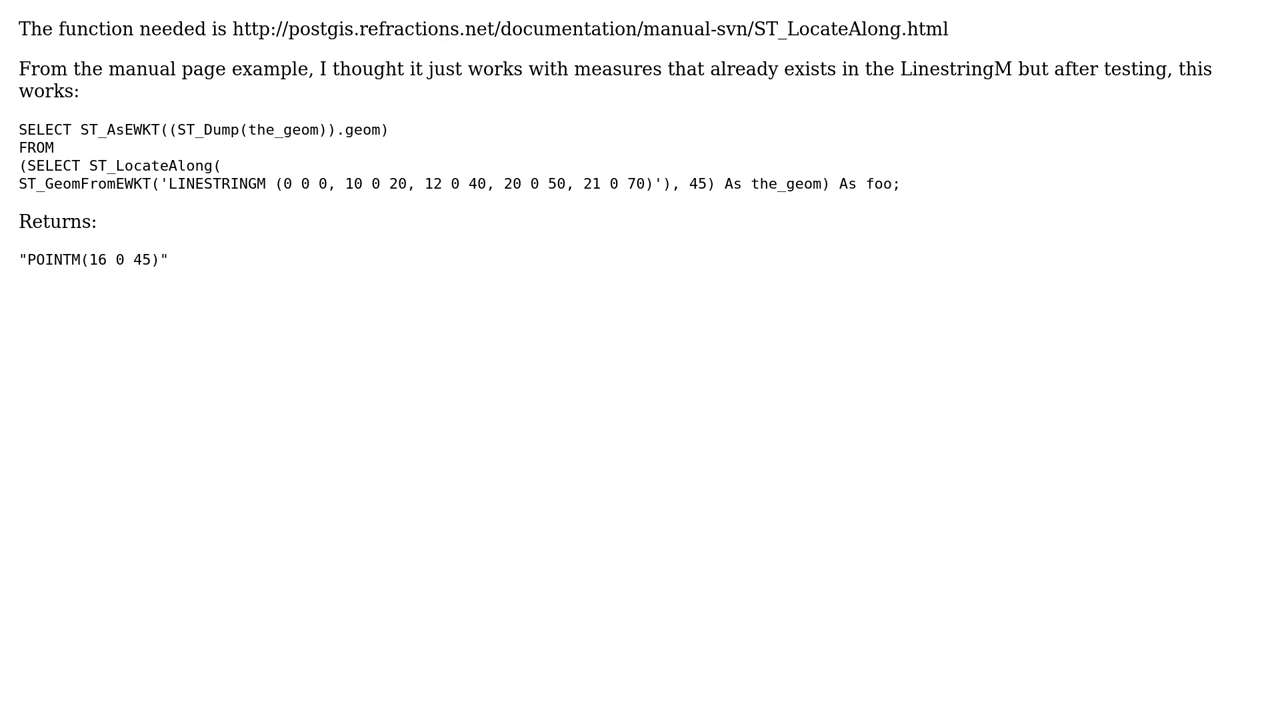 The function needed is http://postgis.refractions.net/documentation/manual-svn/ST_LocateAlong.html
From the manual page example, I thought it just works with measures that already exists in the LinestringM but after testing, this
works:
SELECT ST_AsEWKT((ST_Dump(the_geom)).geom)
FROM
(SELECT ST_LocateAlong(
ST_GeomFromEWKT('LINESTRINGM (0 0 0, 10 0 20, 12 0 40, 20 0 50, 21 0 70)'), 45) As the_geom) As foo;
Returns:
"POINTM(16 0 45)"